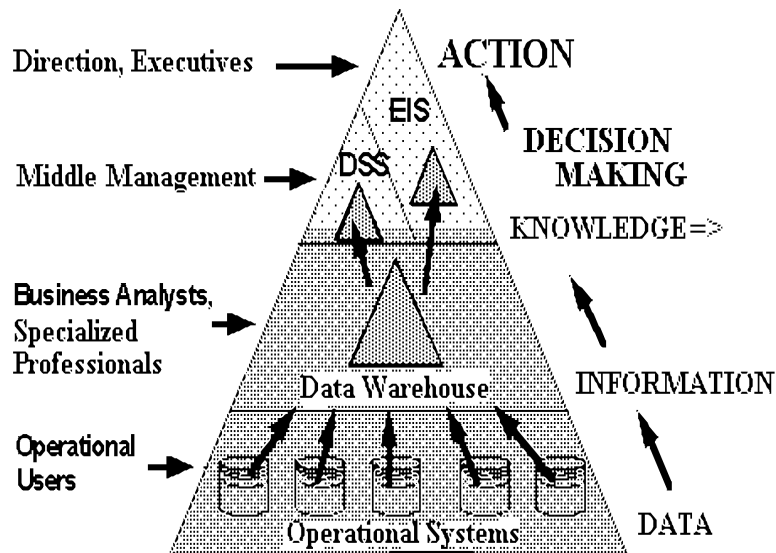 Direction, Executives
ACTION
EIS
DECISION
MAKING
DSS
Middle Management
KNOWLEDGE=>
Business Analysts,
Specialized
Professionals
Data Warehouse
INFORMATION
Operational
Users
Operational Systems
DATA